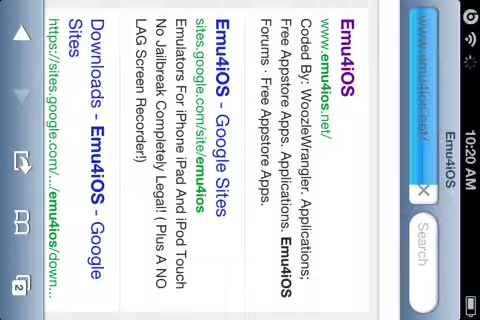 10:20 AM
Emu4iOS
www.emu4ios.net/
Search
Emu4iOS
www.emu4ios.net/
Coded By: WoozleWrangler. Applications;
Free Appstore Apps. Applications. Emu4iOS
Forums · Free Appstore Apps.
Emu4iOS - Google Sites
sites.google.com/site/emu4ios
Emulators For iPhone iPad And iPod Touch
No Jailbreak Completely Legal! ( Plus A NO
LAG Screen Recorder!)
Downloads - Emu4iOS - Google
Sites
https://sites.google.com/.../emu4ios/down...
2